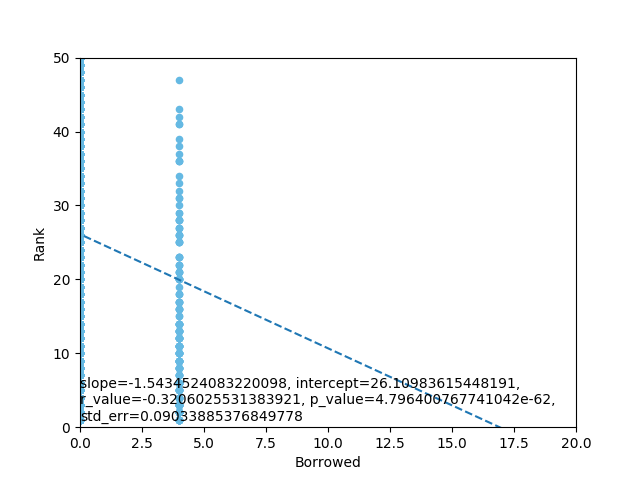 50
40
30
20
10
0
Rank
slope=-1.5434524083220098, intercept=26.10983615448191,
r_value=-0.3206025531383921, p_value=4.796400767741042e-62,
std_err=0.09033885376849778
0.0 2.5 5.0 7.5 10.0 12.5 15.0 17.5 20.0
Borrowed